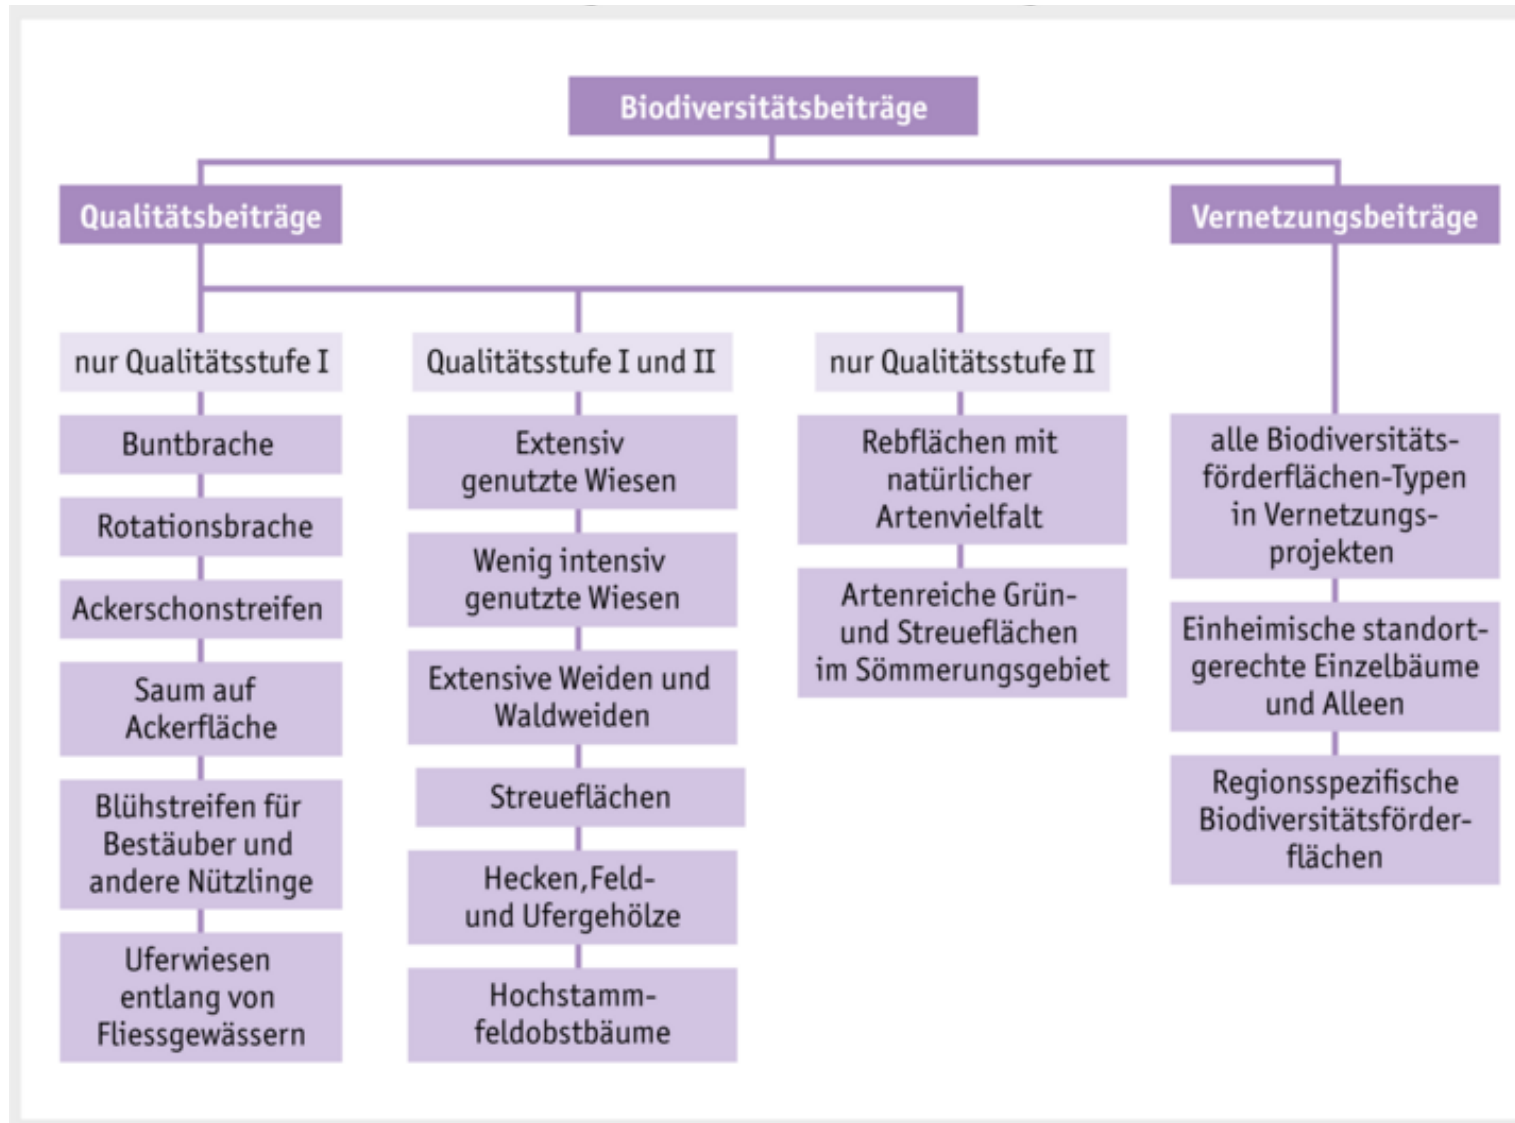 Biodiversitätsbeiträge
Qualitätsbeiträge
Vernetzungsbeiträge
nur Qualitätsstufe I
Qualitätsstufe I und II
nur Qualitätsstufe II
Buntbrache
Rotationsbrache
Ackerschonstreifen
Saum auf
Ackerfläche
Blühstreifen für
Bestäuber und
andere Nützlinge
Uferwiesen
entlang von
Fliessgewässern
Extensiv
genutzte Wiesen
Wenig intensiv
genutzte Wiesen
Extensive Weiden und
Waldweiden
Streueflächen
Hecken,Feld-
und Ufergehölze
Hochstamm-
feldobstbäume
Rebflächen mit
natürlicher
Artenvielfalt
Artenreiche Grün-
und Streueflächen
im Sömmerungsgebiet
alle Biodiversitäts-
förderflächen-Typen
in Vernetzungs-
projekten
Einheimische standort-
gerechte Einzelbäume
und Alleen
Regionsspezifische
Biodiversitätsförder-
flächen